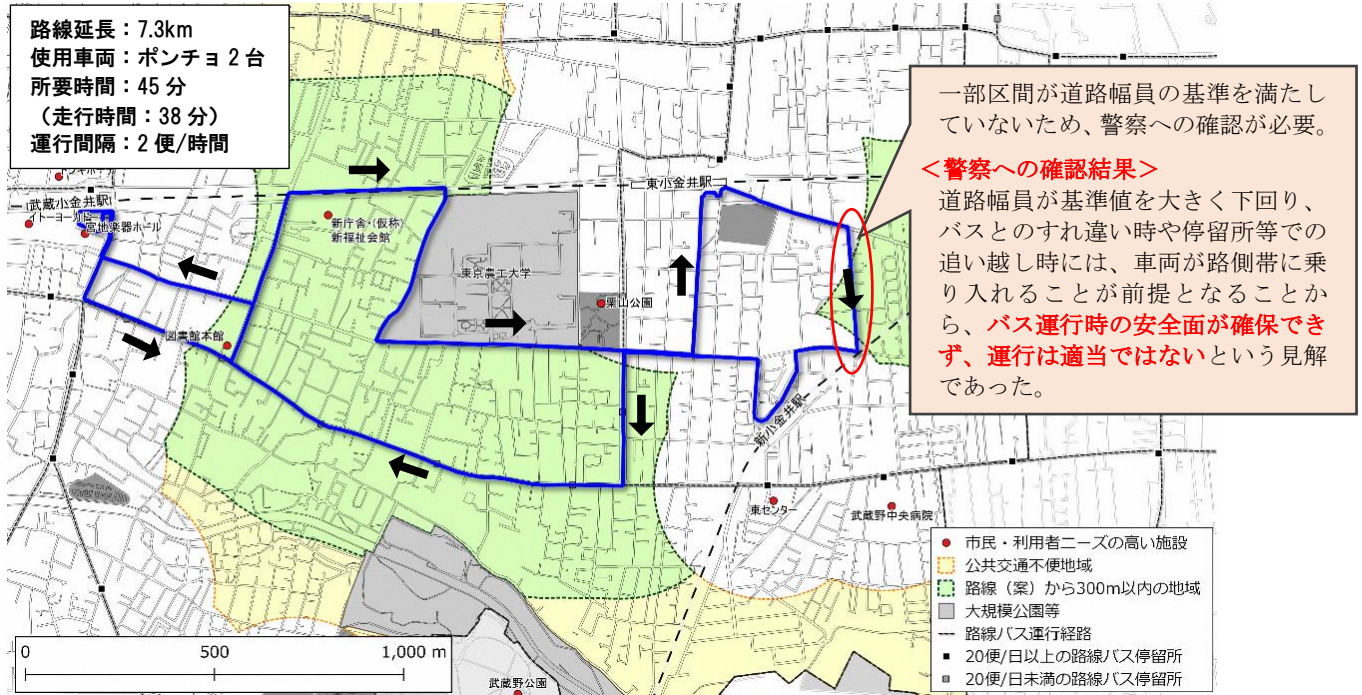 路線延長：7.3km
使用車両：ポンチョ2台
所要時間：45分
（走行時間：38分）
運行間隔：2便/時間
一部区間が道路幅員の基準を満たし
ていないため、警察への確認が必要。
＜警察への確認結果＞
道路幅員が基準値を大きく下回り、
バスとのすれ違い時や停留所等での
追い越し時には、車両が路側帯に乗
り入れることが前提となることか
ら、バス運行時の安全面が確保でき
ず、運行は適当ではないという見解
であった。
武蔵小金井駅
宮地楽器ホール
新庁舎・(仮称)
新福祉会館
東小金井駅
東京農工大学
栗山公園
図書館本館
新小金井駅
東センター
武蔵野中央病院
武蔵野公園
市民・利用者ニーズの高い施設
公共交通不便地域
路線（案）から300m以内の地域
大規模公園等
路線バス運行経路
20便/日以上の路線バス停留所
20便/日未満の路線バス停留所
0 500 1,000 m